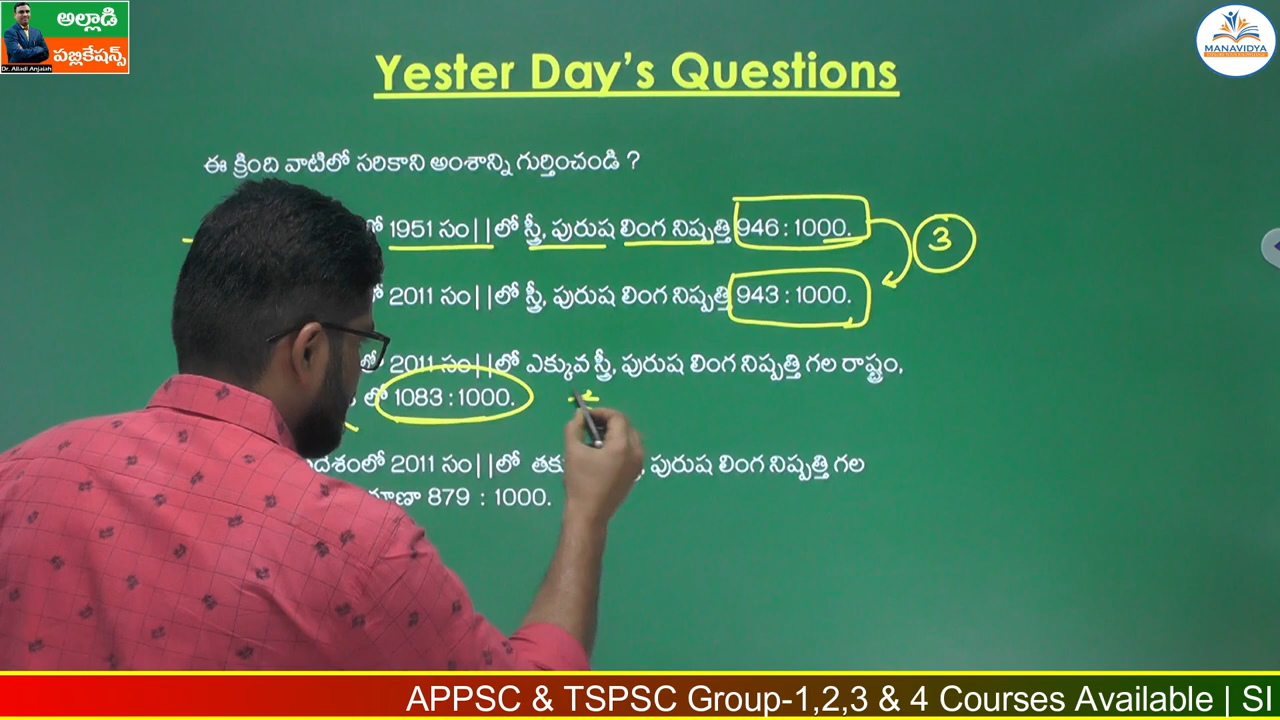 అల్లాడి
పబ్లికేషన్స్
Dr. Alladi Anjaiah
MANAVIDYA
Yester Day's Questions
ఈ క్రింది వాటిలో సరికాని అంశాన్ని గుర్తించండి ?
లో 1951 సం||లో స్త్రీ, పురుష లింగ నిష్పత్తి 946 : 1000.
3
2011 సం||లో స్త్రీ, పురుష లింగ నిష్పత్తి 943 : 1000.
2011 సం||లో ఎక్కువ స్త్రీ, పురుష లింగ నిష్పత్తి గల రాష్ట్రం,
లో 1083 : 1000.
2011 సం||లో పురుష లింగ నిష్పత్తి గల
879 : 1000.
APPSC & TSPSC Group-1,2,3 & 4 Courses Available | SI